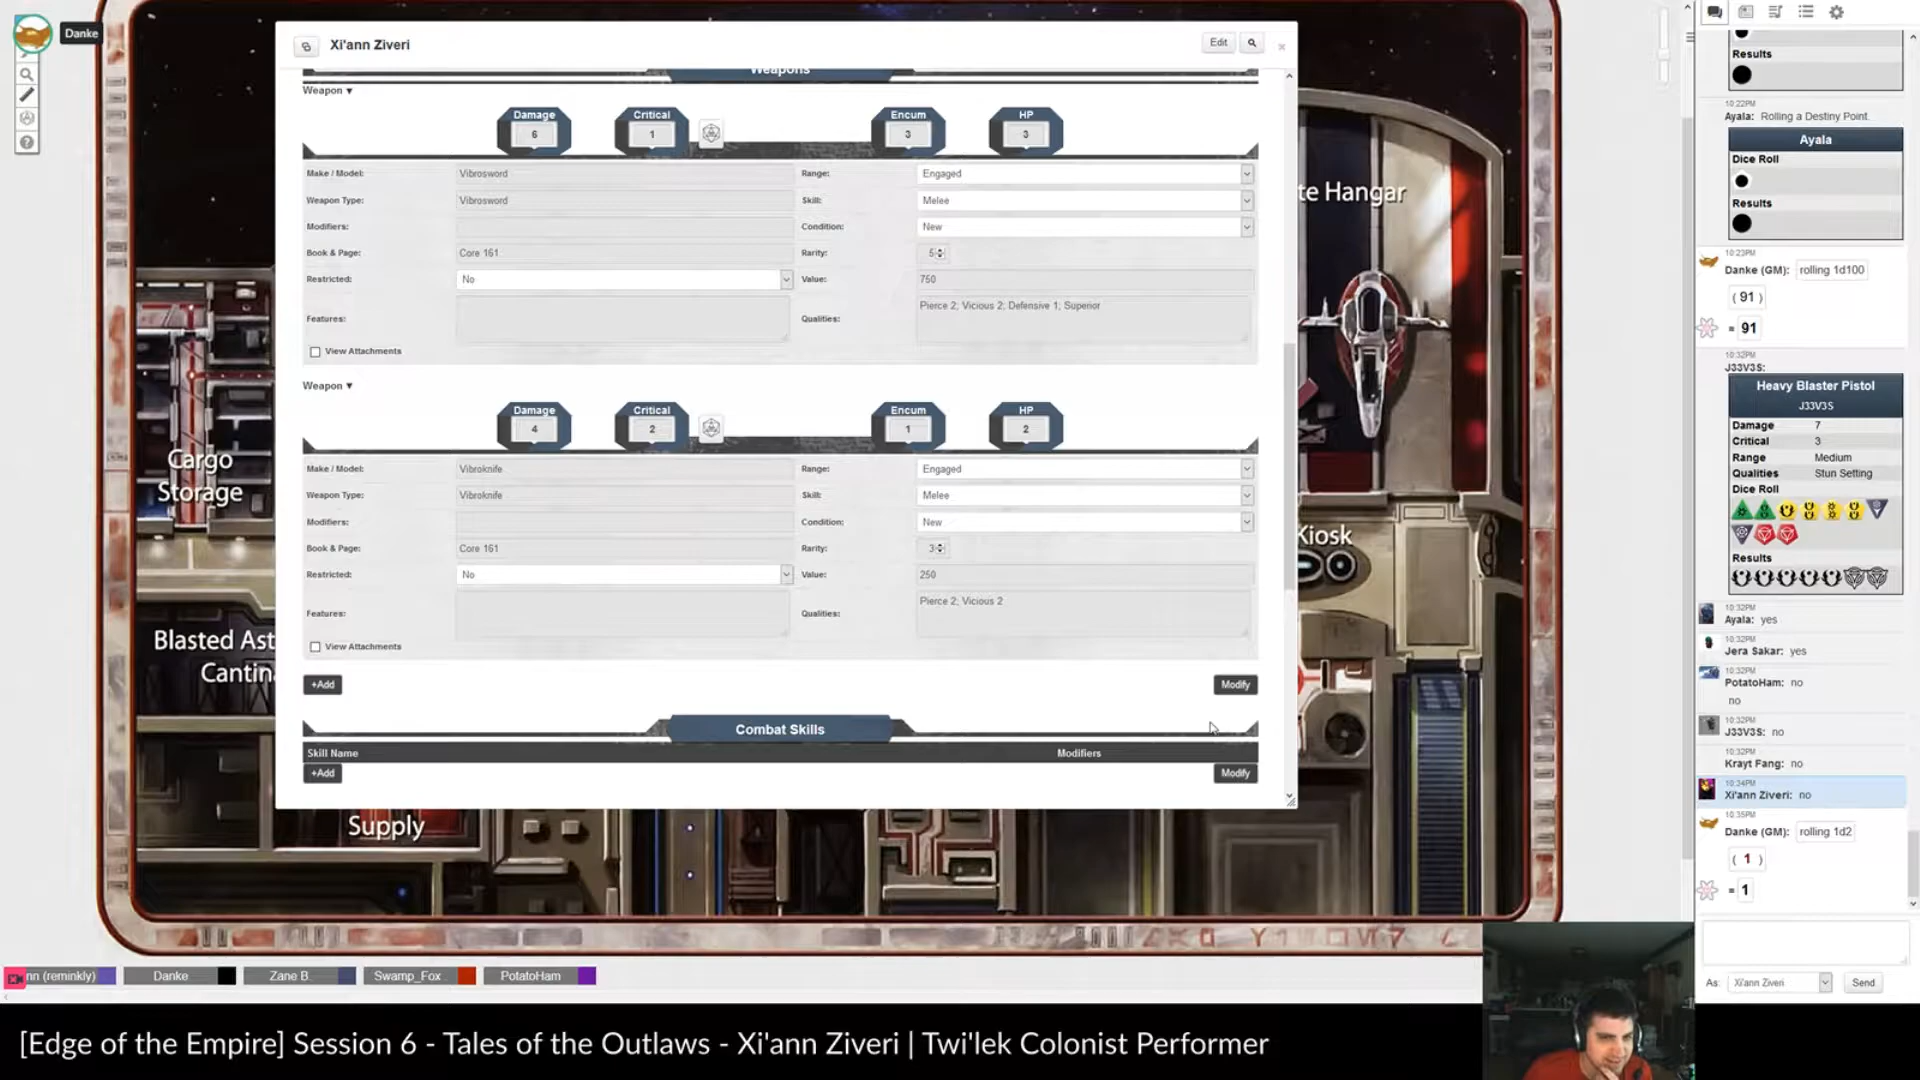 Danke
Xi'ann Ziveri
Edit
Weapons
Weapon ▼
Damage
6
Critical
1
Encum
3
HP
3
Make / Model:
Vibrosword
Range:
Engaged
Weapon Type:
Vibrosword
Skill:
Melee
Modifiers:
Condition:
New
Book & Page:
Core 161
Rarity:
5
Restricted:
No
Value:
750
Features:
Qualities:
Pierce 2; Vicious 2; Defensive 1; Superior
View Attachments
Weapon ▼
Damage
4
Critical
2
Encum
1
HP
2
Make / Model:
Vibroknife
Range:
Engaged
Weapon Type:
Vibroknife
Skill:
Melee
Modifiers:
Condition:
New
Book & Page:
Core 161
Rarity:
3
Restricted:
No
Value:
250
Features:
Qualities:
Pierce 2; Vicious 2
View Attachments
+Add
Modify
Combat Skills
Skill Name
Modifiers
+Add
Modify
te Hangar
Kiosk
Cargo
Storage
Blasted Ast
Cantin
Supply
Results
10:22PM
Ayala: Rolling a Destiny Point.
Ayala
Dice Roll
Results
10:23PM
Danke (GM): rolling 1d100
( 91 )
= 91
10:32PM
J33V3S:
Heavy Blaster Pistol
J33V3S
Damage 7
Critical 3
Range Medium
Qualities Stun Setting
Dice Roll
Results
10:32PM
Ayala: yes
10:32PM
Jera Sakar: yes
10:32PM
PotatoHam: no
no
10:32PM
J33V3S: no
10:32PM
Krayt Fang: no
10:34PM
Xi'ann Ziveri: no
10:35PM
Danke (GM): rolling 1d2
( 1 )
= 1
As:
Xi'ann Ziveri
Send
nn (reminkly)
Danke
Zane B.
Swamp_Fox
PotatoHam
[Edge of the Empire] Session 6 - Tales of the Outlaws - Xi'ann Ziveri | Twi'lek Colonist Performer